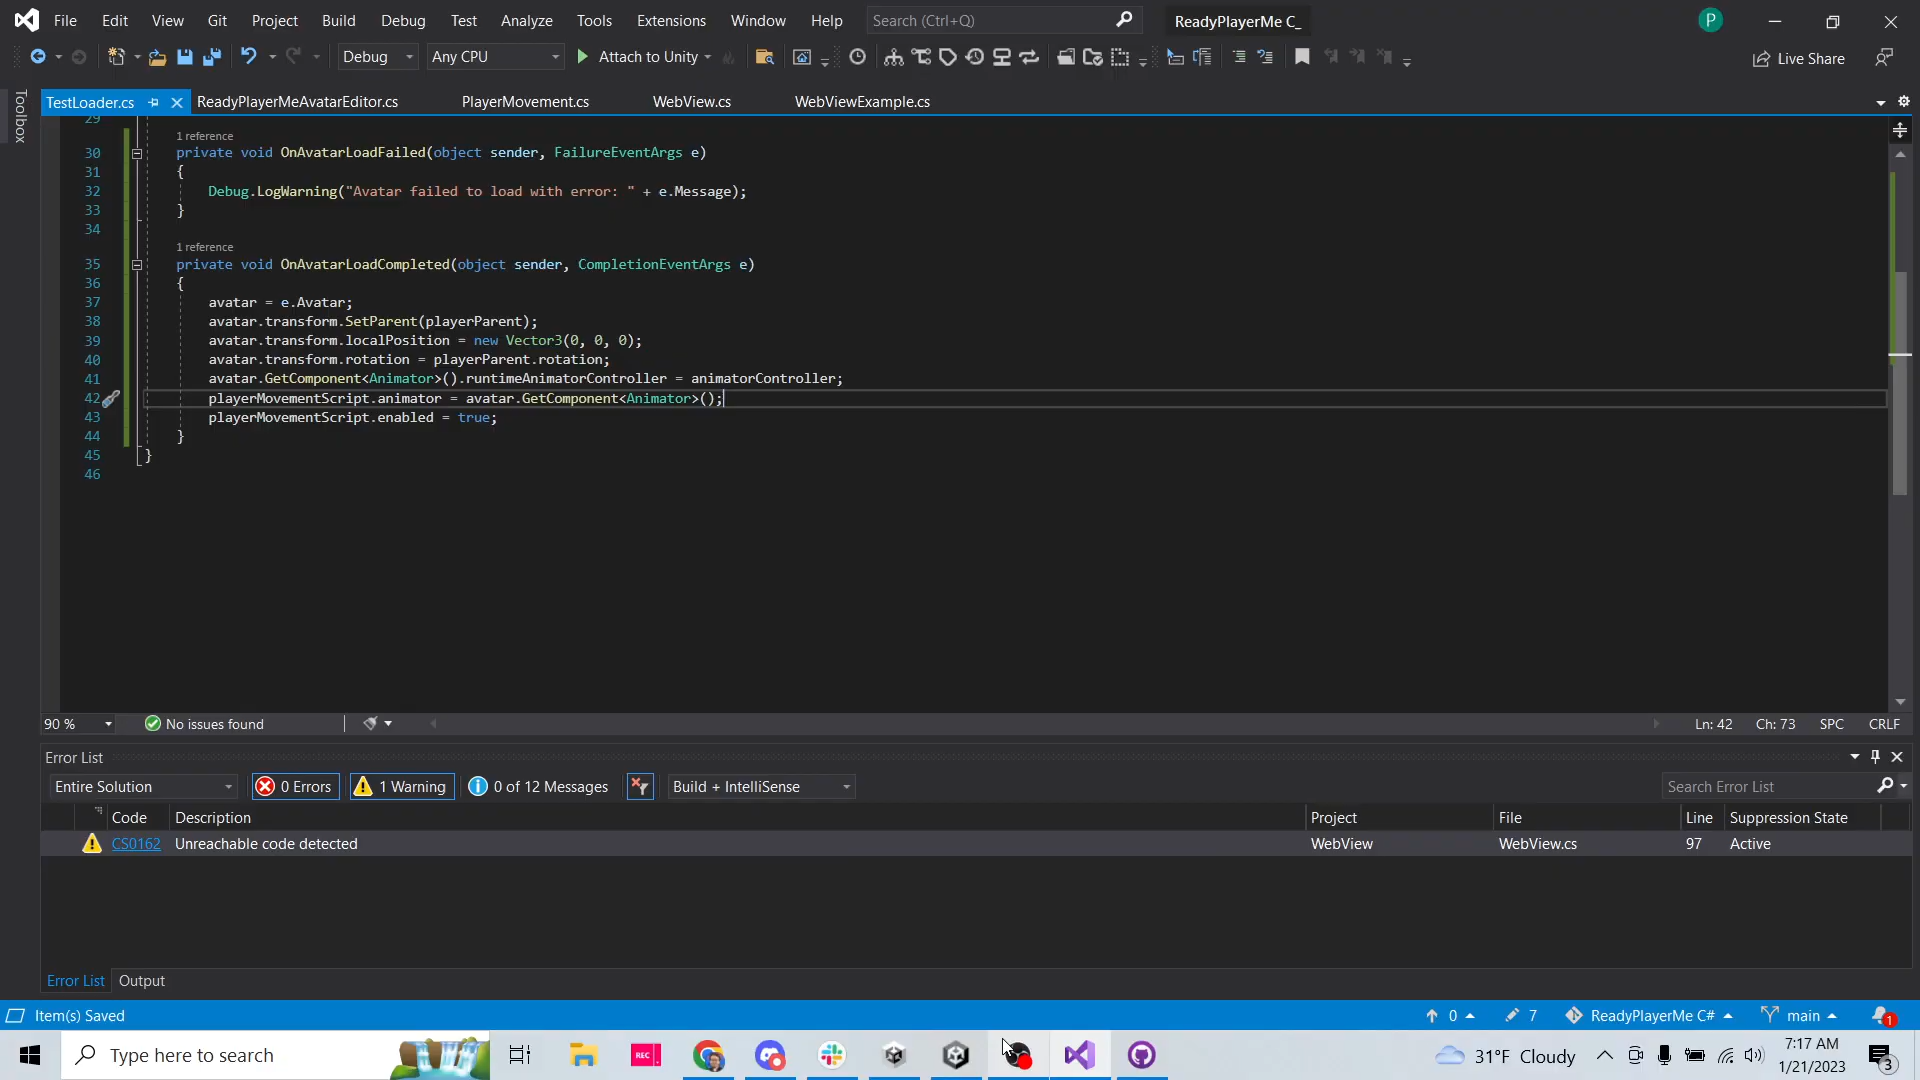 File Edit View Git Project Build Debug Test Analyze Tools Extensions Window Help Search (Ctrl+Q) ReadyPlayerMe C_ P
Debug Any CPU Attach to Unity Live Share
Toolbox
TestLoader.cs ReadyPlayerMeAvatarEditor.cs PlayerMovement.cs WebView.cs WebViewExample.cs
29
1 reference
30 private void OnAvatarLoadFailed(object sender, FailureEventArgs e)
31 {
32 Debug.LogWarning("Avatar failed to load with error: " + e.Message);
33 }
34
1 reference
35 private void OnAvatarLoadCompleted(object sender, CompletionEventArgs e)
36 {
37 avatar = e.Avatar;
38 avatar.transform.SetParent(playerParent);
39 avatar.transform.localPosition = new Vector3(0, 0, 0);
40 avatar.transform.rotation = playerParent.rotation;
41 avatar.GetComponent<Animator>().runtimeAnimatorController = animatorController;
42 playerMovementScript.animator = avatar.GetComponent<Animator>();
43 playerMovementScript.enabled = true;
44 }
45 }
46
90 % No issues found Ln: 42 Ch: 73 SPC CRLF
Error List
Entire Solution 0 Errors 1 Warning 0 of 12 Messages Build + IntelliSense Search Error List
Code Description Project File Line Suppression State
CS0162 Unreachable code detected WebView WebView.cs 97 Active
Error List Output
Item(s) Saved 0 7 ReadyPlayerMe C# main 1
Type here to search REC 31°F Cloudy 7:17 AM
1/21/2023 3